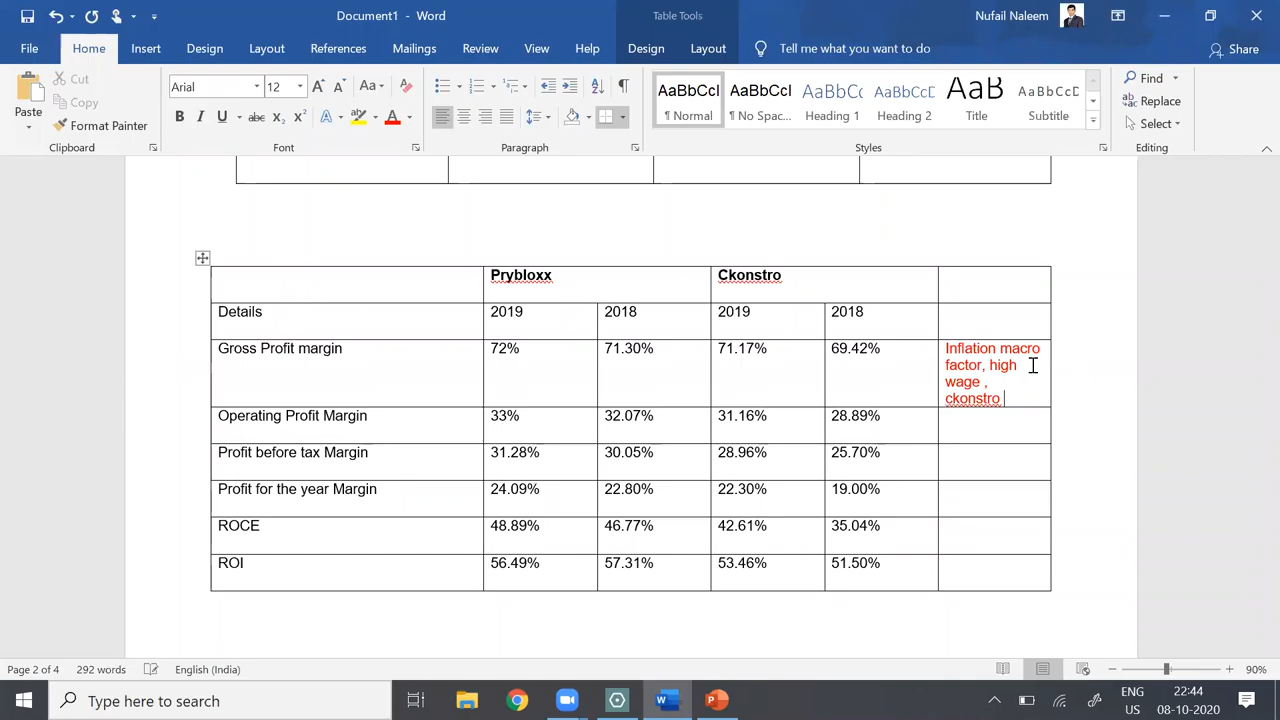 Document1 - Word
Table Tools
Nufail Naleem
File Home Insert Design Layout References Mailings Review View Help Design Layout Tell me what you want to do Share
Paste
Cut
Copy
Format Painter
Clipboard
Arial 12
Aa
B I U abc x₂ x² A A
Font
Paragraph
AaBbCcI AaBbCcI AaBbCc AaBbCcD AaB AaBbCcD
¶ Normal ¶ No Spac... Heading 1 Heading 2 Title Subtitle
Styles
Find
Replace
Select
Editing
Prybloxx Ckonstro
Details 2019 2018 2019 2018
Gross Profit margin 72% 71.30% 71.17% 69.42% Inflation macro
factor, high
wage ,
ckonstro
Operating Profit Margin 33% 32.07% 31.16% 28.89%
Profit before tax Margin 31.28% 30.05% 28.96% 25.70%
Profit for the year Margin 24.09% 22.80% 22.30% 19.00%
ROCE 48.89% 46.77% 42.61% 35.04%
ROI 56.49% 57.31% 53.46% 51.50%
Page 2 of 4 292 words English (India) 90%
Type here to search
ENG
US
22:44
08-10-2020